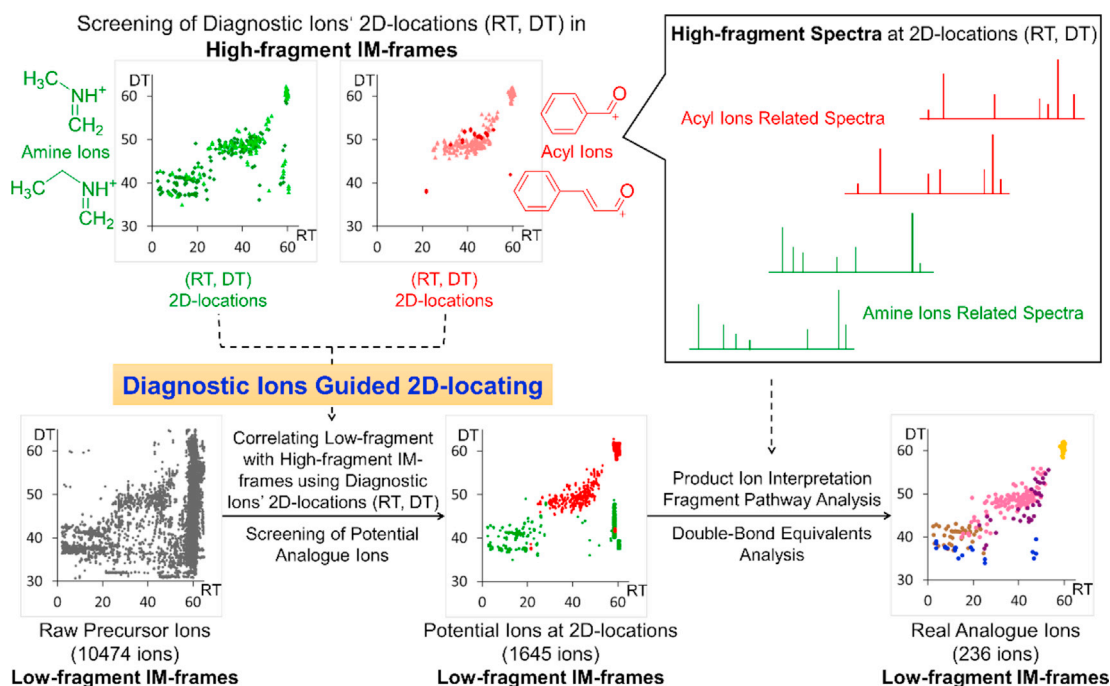 Screening of Diagnostic Ions' 2D-locations (RT, DT) in
High-fragment IM-frames
DT
60
50
40
30
0
20
40
60
RT
H₃C
NH⁺
CH₂
Amine Ions
H₃C
NH⁺
CH₂
(RT, DT)
2D-locations
DT
60
50
40
30
0
20
40
60
RT
O
+
Acyl Ions
O
+
(RT, DT)
2D-locations
High-fragment Spectra at 2D-locations (RT, DT)
Acyl Ions Related Spectra
Amine Ions Related Spectra
Diagnostic Ions Guided 2D-locating
DT
60
50
40
30
0
20
40
60
RT
Raw Precursor Ions
(10474 ions)
Low-fragment IM-frames
Correlating Low-fragment
with High-fragment IM-
frames using Diagnostic
Ions' 2D-locations (RT, DT)
Screening of Potential
Analogue Ions
DT
60
50
40
30
0
20
40
60
RT
Potential Ions at 2D-locations
(1645 ions)
Low-fragment IM-frames
Product Ion Interpretation
Fragment Pathway Analysis
Double-Bond Equivalents
Analysis
DT
60
50
40
30
0
20
40
60
RT
Real Analogue Ions
(236 ions)
Low-fragment IM-frames